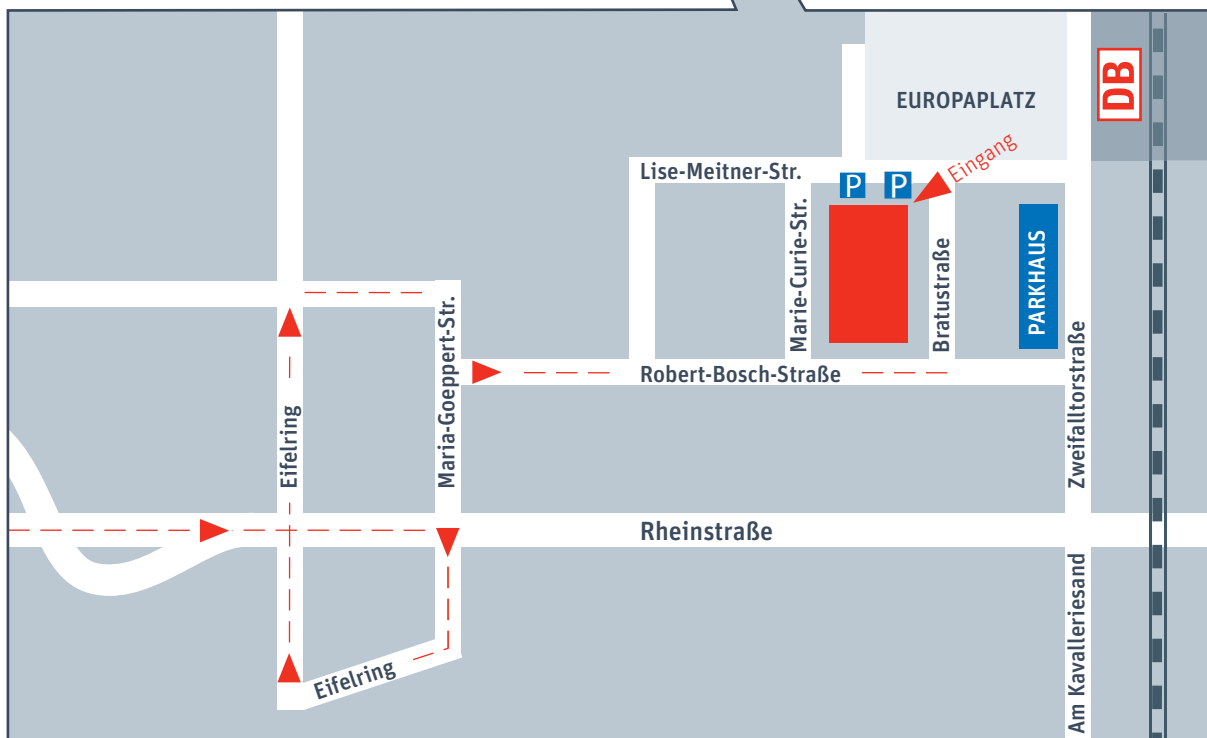 DB
EUROPAPLATZ
Eingang
Lise-Meitner-Str.
P
P
Marie-Curie-Str.
Bratustraße
PARKHAUS
Maria-Goeppert-Str.
Zweifalltorstraße
Robert-Bosch-Straße
Eifelring
Rheinstraße
Am Kavalleriesand
Eifelring